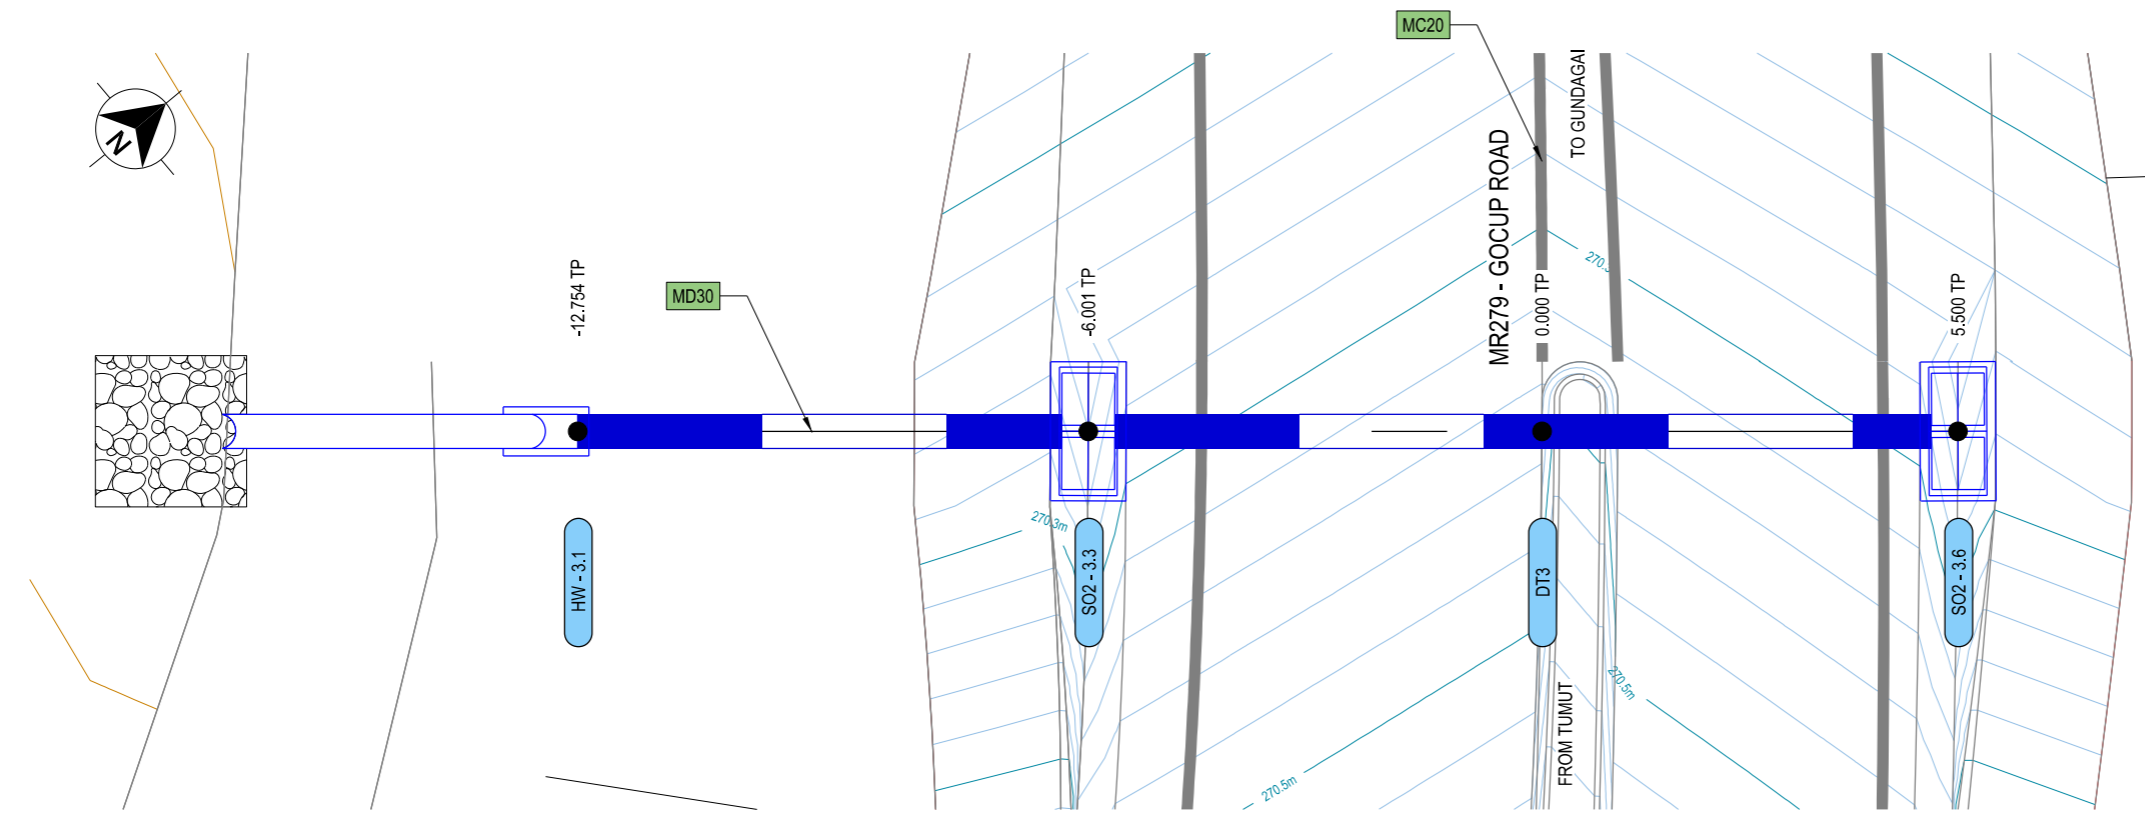 MC20
TO GUNDAGAI
MR279 - GOCUP ROAD
N
-12.754 TP
-6.001 TP
0.000 TP
270.
5.500 TP
MD30
270.3m
HW - 3.1
SO2 - 3.3
DT3
SO2 - 3.6
270.5m
FROM TUMUT
270.5m